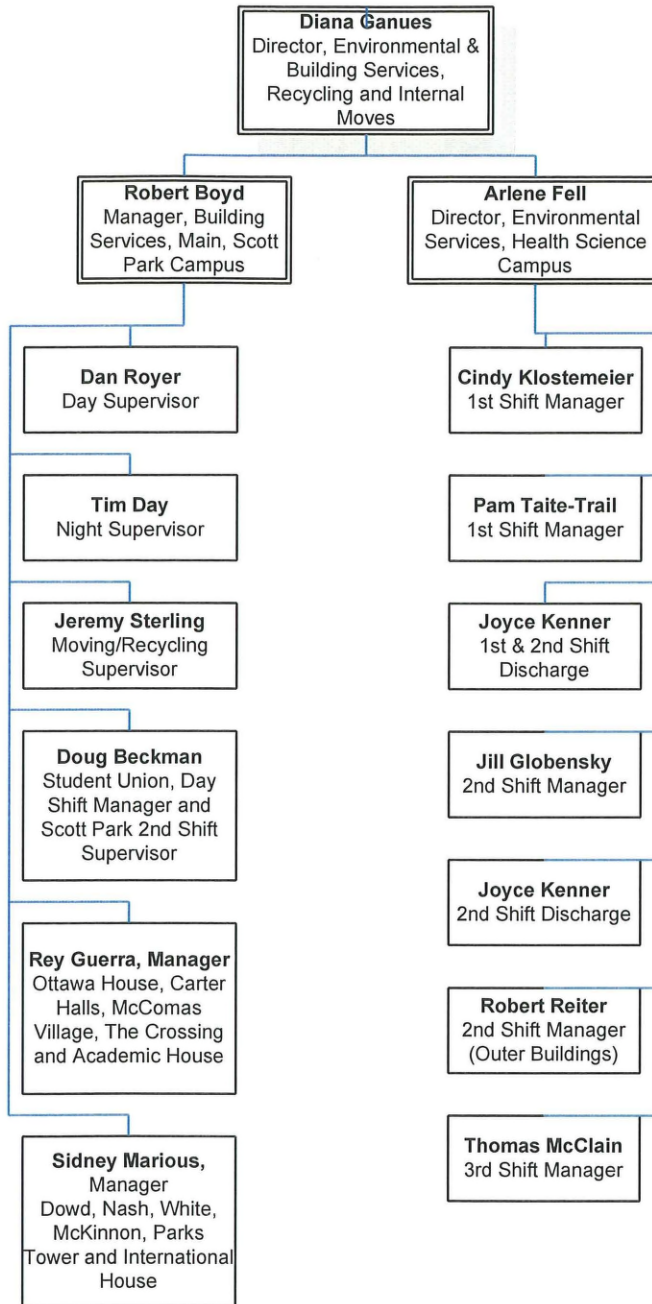 Diana Ganues
Director, Environmental &
Building Services,
Recycling and Internal
Moves
Robert Boyd
Manager, Building
Services, Main, Scott
Park Campus
Arlene Fell
Director, Environmental
Services, Health Science
Campus
Dan Royer
Day Supervisor
Tim Day
Night Supervisor
Jeremy Sterling
Moving/Recycling
Supervisor
Doug Beckman
Student Union, Day
Shift Manager and
Scott Park 2nd Shift
Supervisor
Rey Guerra, Manager
Ottawa House, Carter
Halls, McComas
Village, The Crossing
and Academic House
Sidney Marious,
Manager
Dowd, Nash, White,
McKinnon, Parks
Tower and International
House
Cindy Klostemeier
1st Shift Manager
Pam Taite-Trail
1st Shift Manager
Joyce Kenner
1st & 2nd Shift
Discharge
Jill Globensky
2nd Shift Manager
Joyce Kenner
2nd Shift Discharge
Robert Reiter
2nd Shift Manager
(Outer Buildings)
Thomas McClain
3rd Shift Manager